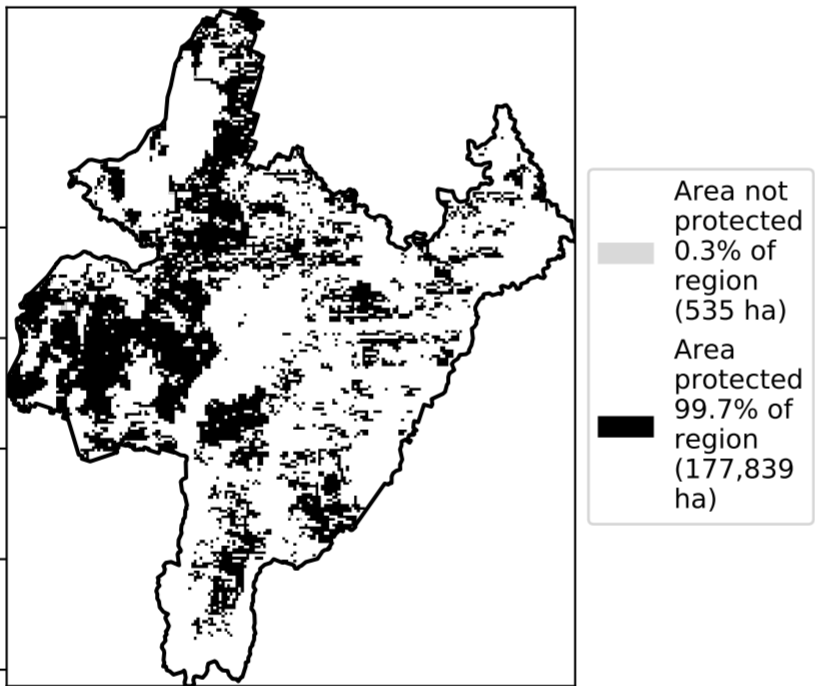 Area not
protected
0.3% of
region
(535 ha)
Area
protected
99.7% of
region
(177,839
ha)